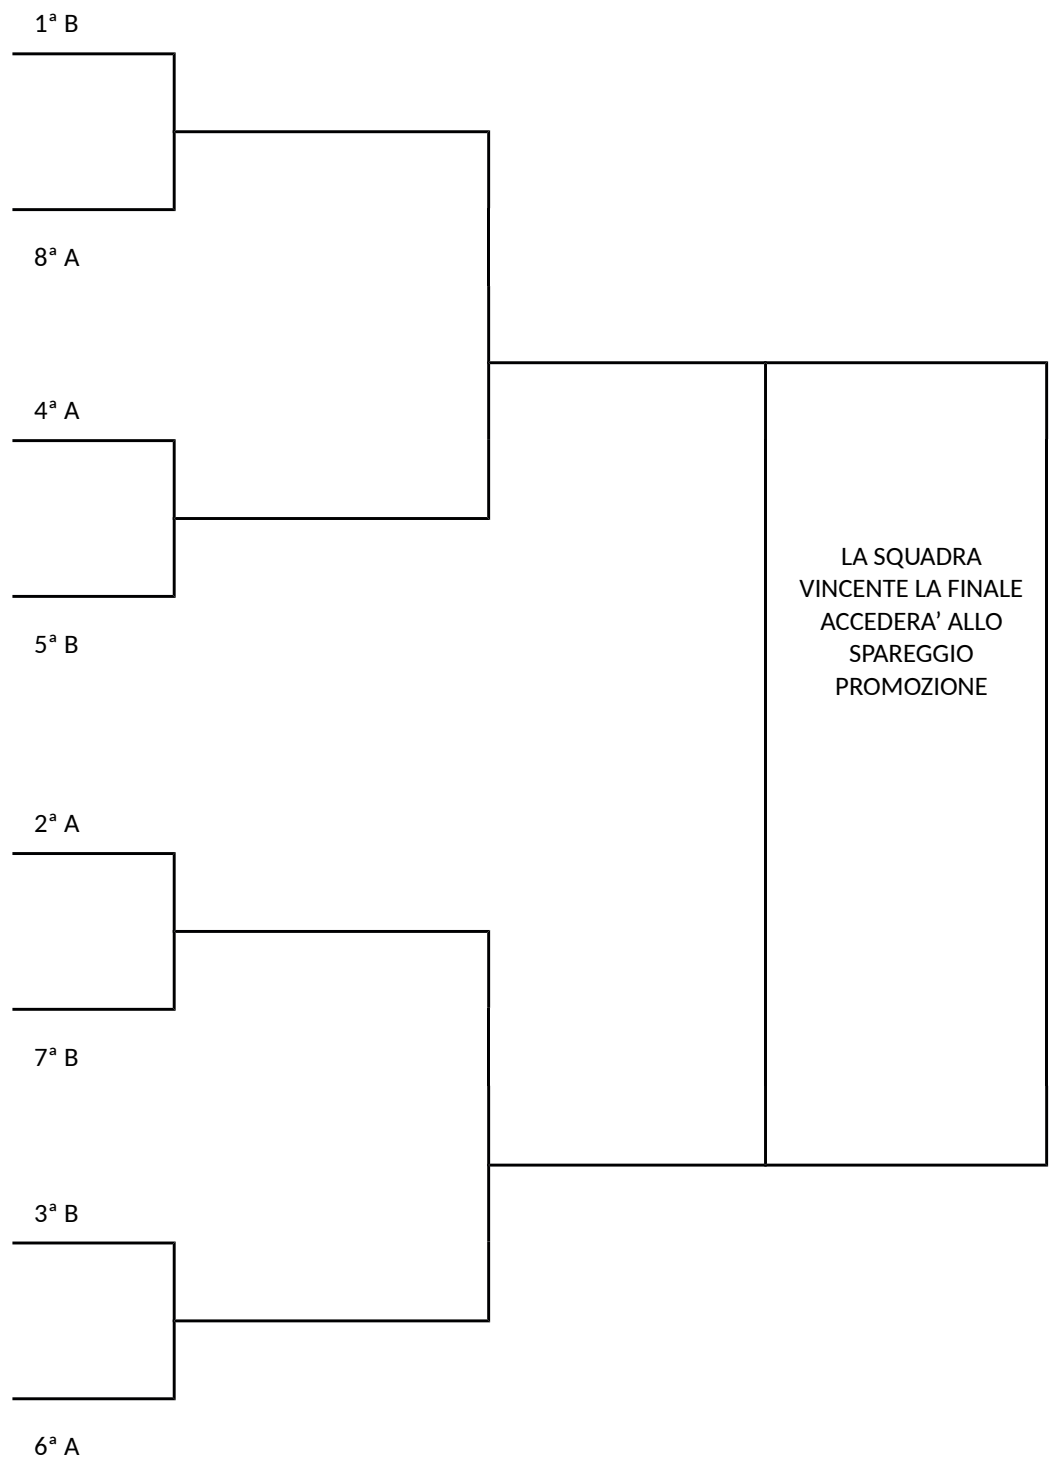 1ª B
8ª A
4ª A
5ª B
LA SQUADRA
VINCENTE LA FINALE
ACCEDERA’ ALLO
SPAREGGIO
PROMOZIONE
2ª A
7ª B
3ª B
6ª A